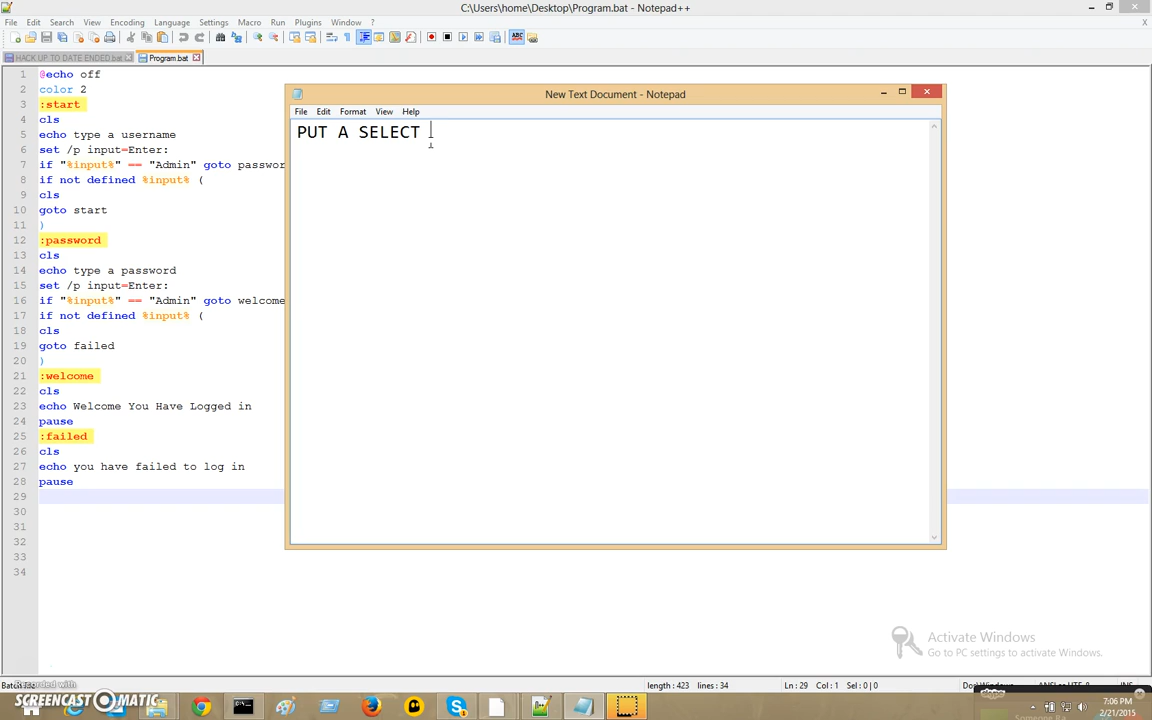 C:\Users\home\Desktop\Program.bat - Notepad++
File Edit Search View Encoding Language Settings Macro Run Plugins Window ?
X
HACK UP TO DATE ENDED.bat Program.bat
1 @echo off
2 color 2
3 :start
4 cls
5 echo type a username
6 set /p input=Enter:
7 if "%input%" == "Admin" goto passwor
8 if not defined %input% (
9 cls
10 goto start
11 )
12 :password
13 cls
14 echo type a password
15 set /p input=Enter:
16 if "%input%" == "Admin" goto welcome
17 if not defined %input% (
18 cls
19 goto failed
20 )
21 :welcome
22 cls
23 echo Welcome You Have Logged in
24 pause
25 :failed
26 cls
27 echo you have failed to log in
28 pause
29
30
31
32
33
34
New Text Document - Notepad
File Edit Format View Help
PUT A SELECT
Activate Windows
Go to PC settings to activate Windows.
length : 423 lines : 34 Ln : 29 Col : 1 Sel : 0 | 0
Recorded with
SCREENCAST MATIC
skype
7:06 PM
2/21/2015